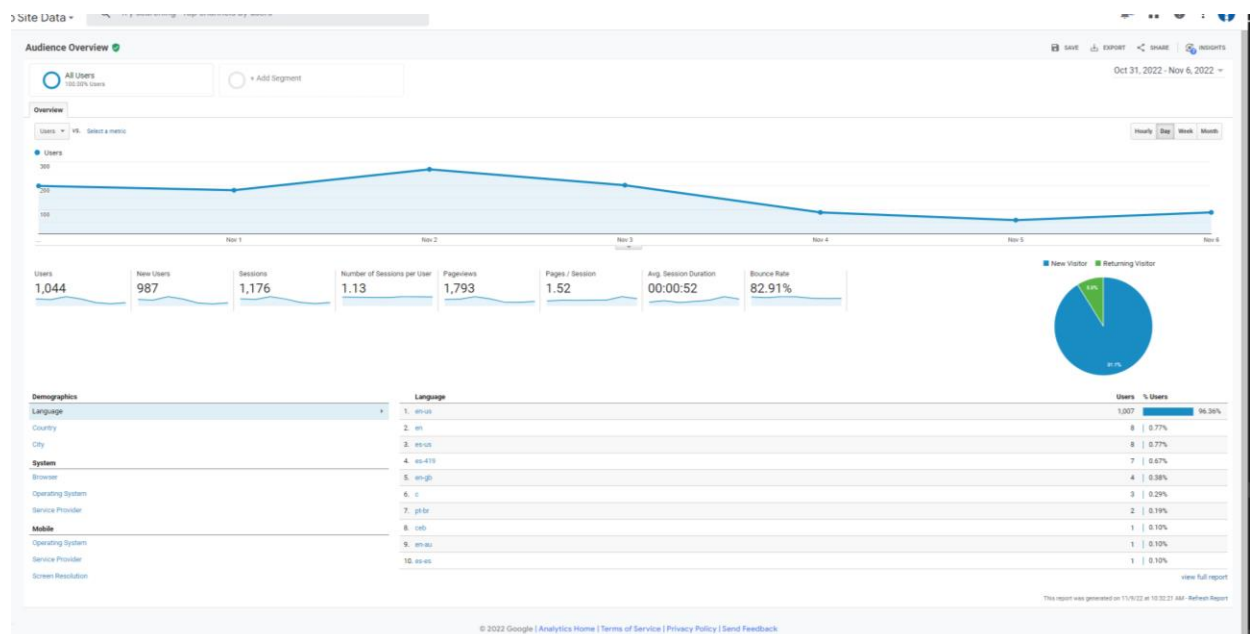 Site Data
Audience Overview
SAVE EXPORT SHARE INSIGHTS
All Users
100.00% Users
+ Add Segment
Oct 31, 2022 - Nov 6, 2022
Overview
Users VS. Select a metric
Hourly Day Week Month
Users
300
200
100
... Nov 1 Nov 2 Nov 3 Nov 4 Nov 5 Nov 6
New Visitor Returning Visitor
Users New Users Sessions Number of Sessions per User Pageviews Pages / Session Avg. Session Duration Bounce Rate
1,044 987 1,176 1.13 1,793 1.52 00:00:52 82.91%
Demographics
Language
Country
City
System
Browser
Operating System
Service Provider
Mobile
Operating System
Service Provider
Screen Resolution
Language Users % Users
1. en-us 1,007 96.36%
2. en 8 0.77%
3. es-us 8 0.77%
4. es-419 7 0.67%
5. en-gb 4 0.38%
6. c 3 0.29%
7. pt-br 2 0.19%
8. ceb 1 0.10%
9. en-au 1 0.10%
10. es-es 1 0.10%
view full report
This report was generated on 11/9/22 at 10:32:21 AM - Refresh Report
© 2022 Google | Analytics Home | Terms of Service | Privacy Policy | Send Feedback